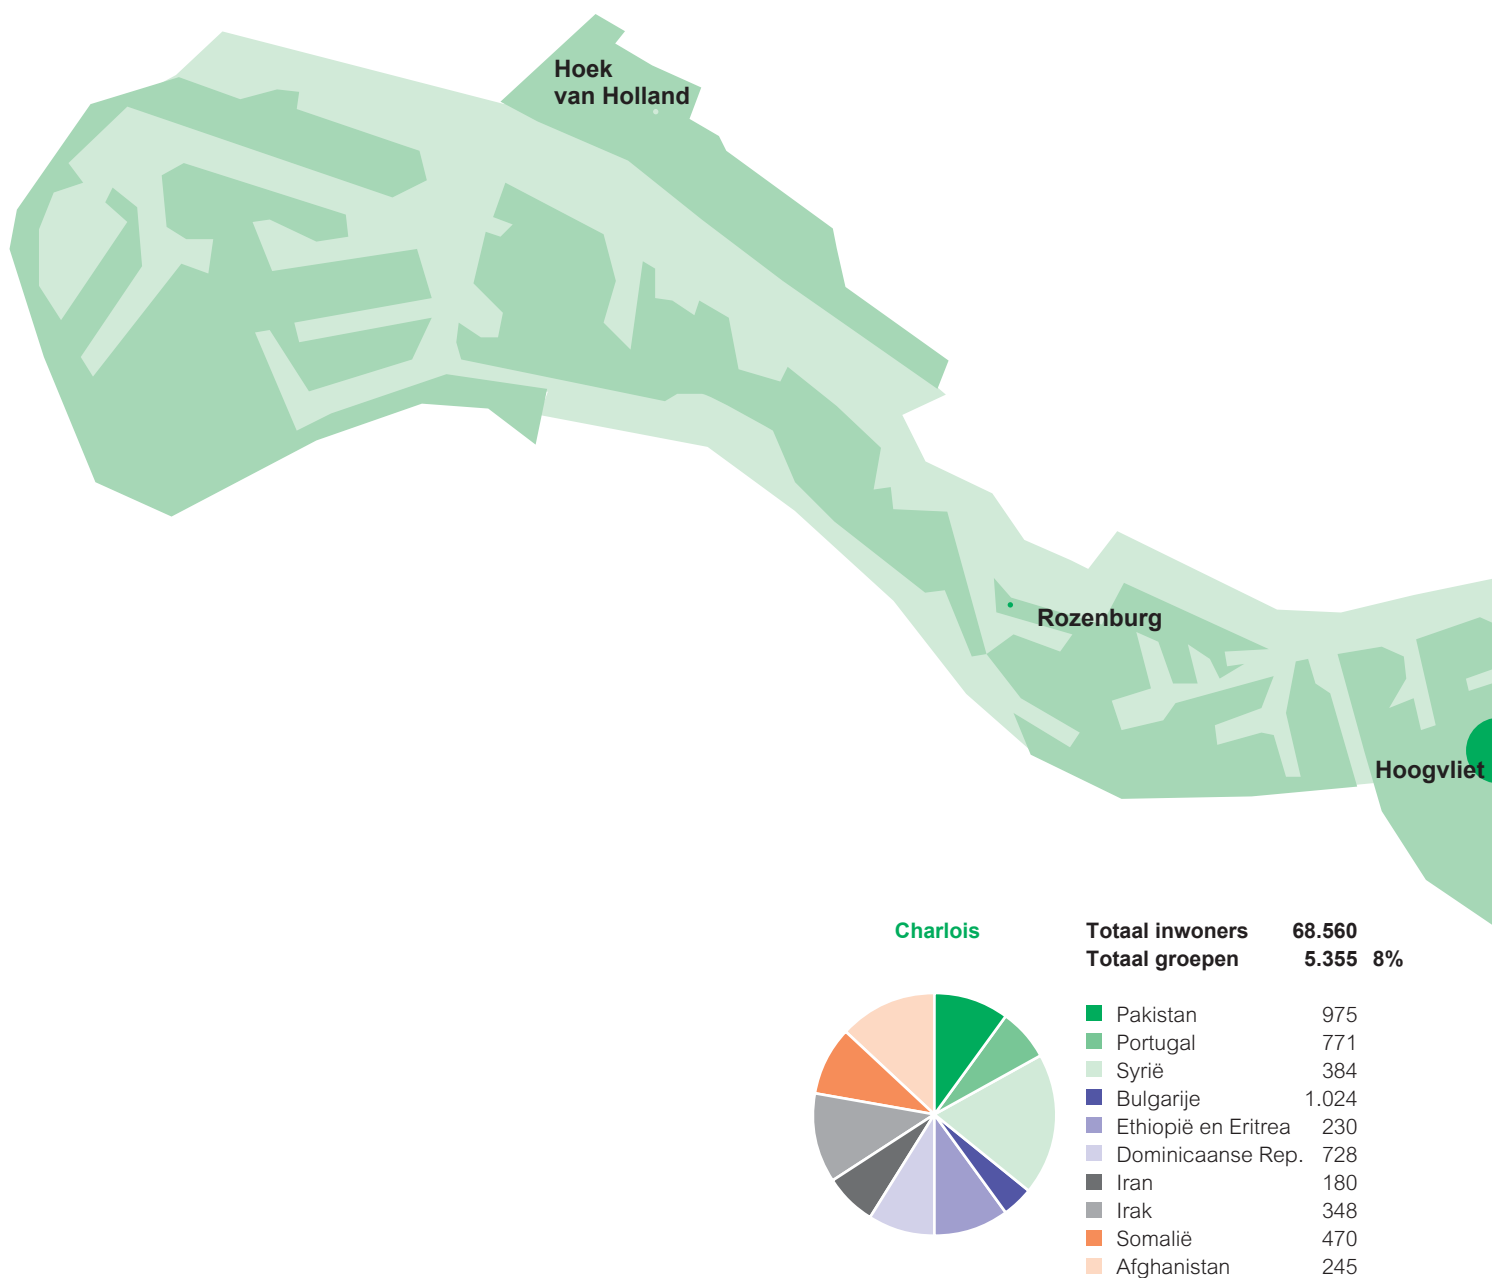 Hoek
van Holland
Rozenburg
Hoogvliet
Charlois
Totaal inwoners 68.560
Totaal groepen 5.355 8%
Pakistan 975
Portugal 771
Syrië 384
Bulgarije 1.024
Ethiopië en Eritrea 230
Dominicaanse Rep. 728
Iran 180
Irak 348
Somalië 470
Afghanistan 245